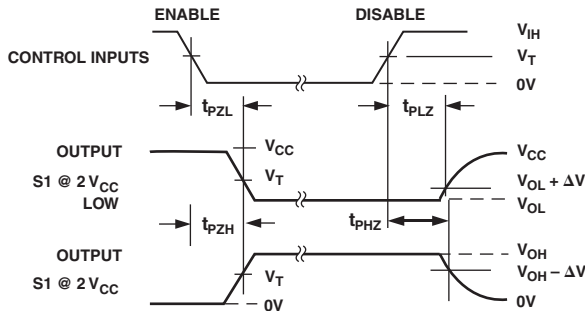 ENABLE DISABLE
V_IH
CONTROL INPUTS V_T
0V
t_PZL t_PLZ
OUTPUT V_CC V_CC
S1 @ 2 V_CC V_T V_OL + ΔV
LOW V_OL
t_PZH t_PHZ
OUTPUT V_OH
S1 @ 2 V_CC V_T V_OH – ΔV
0V 0V